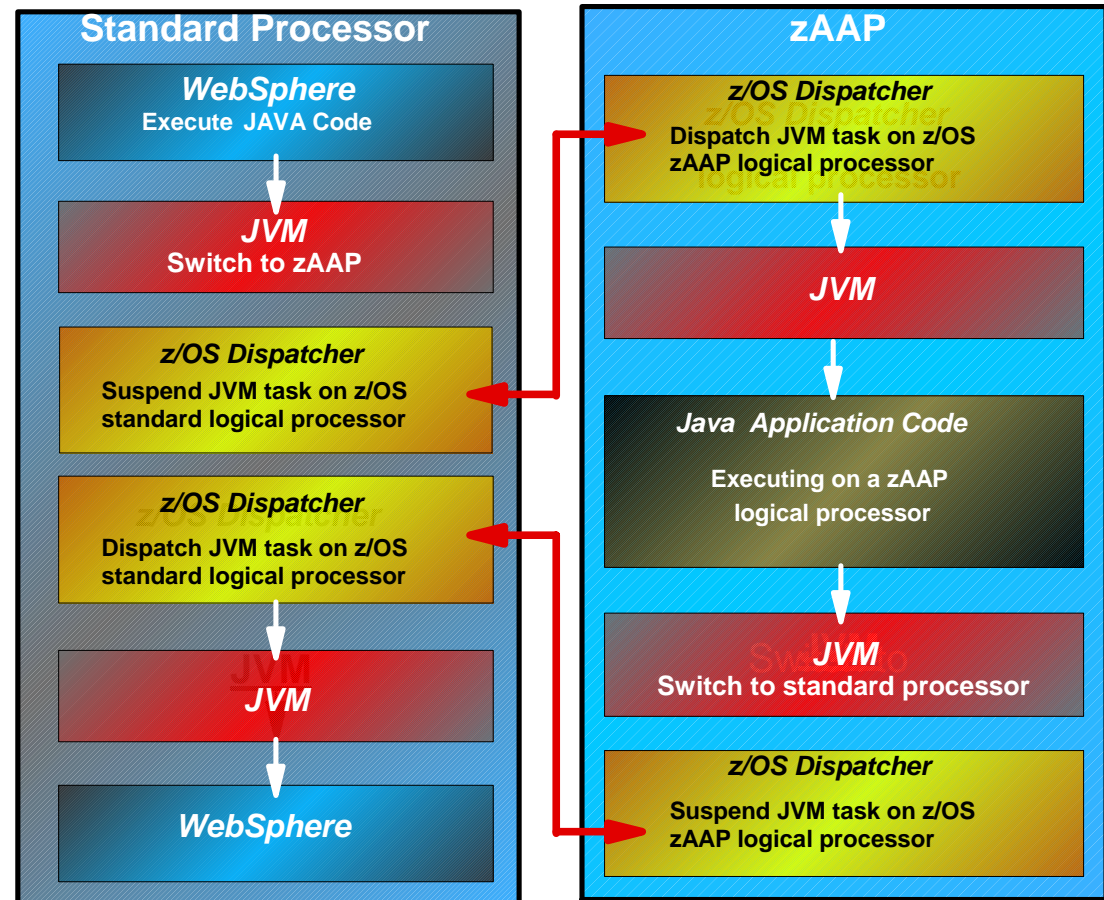 Standard Processor
WebSphere
Execute JAVA Code
JVM
Switch to zAAP
z/OS Dispatcher
Suspend JVM task on z/OS
standard logical processor
z/OS Dispatcher
Dispatch JVM task on z/OS
standard logical processor
JVM
WebSphere
zAAP
z/OS Dispatcher
Dispatch JVM task on z/OS
zAAP logical processor
JVM
Java Application Code
Executing on a zAAP
logical processor
JVM
Switch to standard processor
z/OS Dispatcher
Suspend JVM task on z/OS
zAAP logical processor